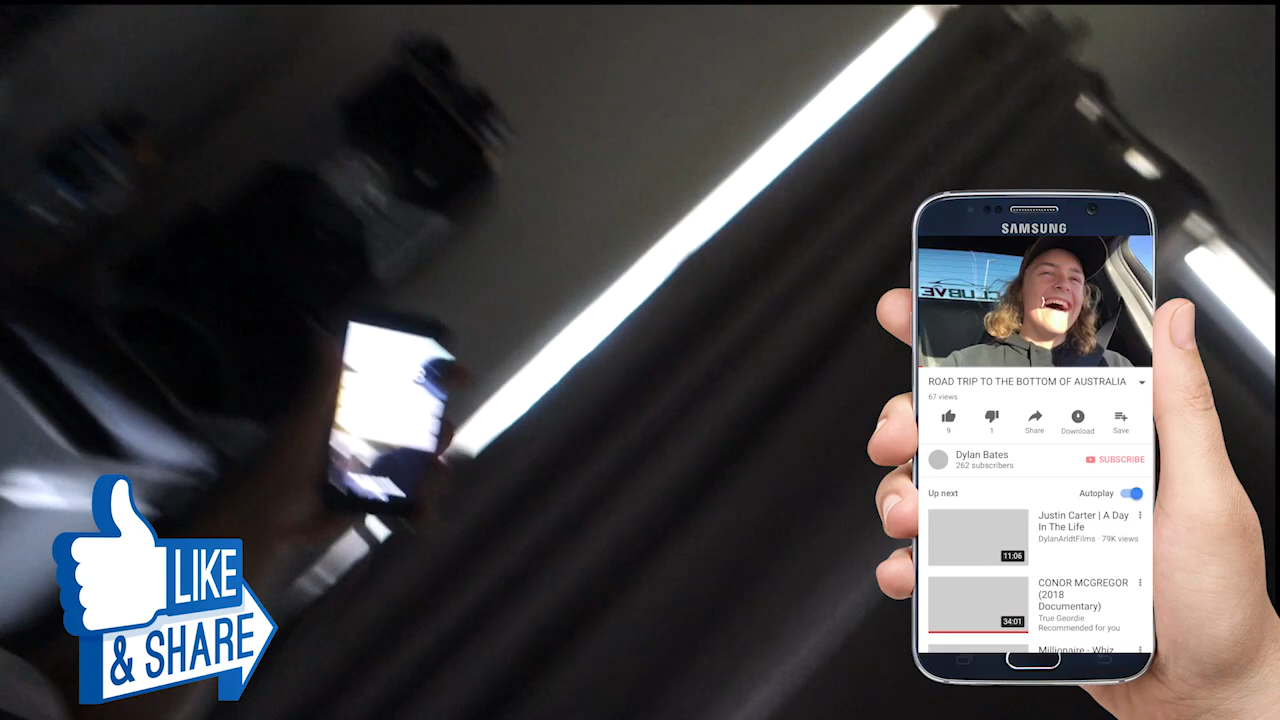 SAMSUNG
ROAD TRIP TO THE BOTTOM OF AUSTRALIA
67 views
9
1
Share
Download
Save
Dylan Bates
262 subscribers
SUBSCRIBE
Up next
Autoplay
Justin Carter | A Day
In The Life
DylanArldtFilms · 79K views
11:06
CONOR MCGREGOR
(2018
Documentary)
True Geordie
Recommended for you
34:01
Millionaire - Whiz
LIKE
& SHARE